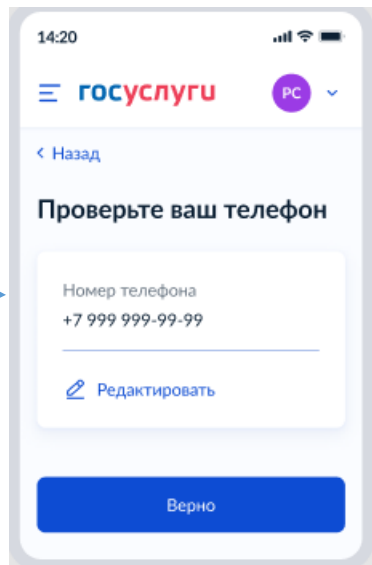 14:20
госуслуги
РС
Назад
Проверьте ваш телефон
Номер телефона
+7 999 999-99-99
Редактировать
Верно